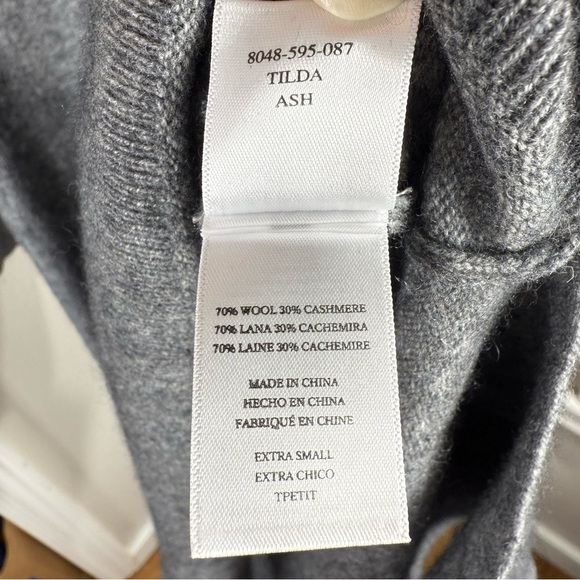 8048-595-087
TILDA
ASH
70% WOOL 30% CASHMERE
70% LANA 30% CACHEMIRA
70% LAINE 30% CACHEMIRE
MADE IN CHINA
HECHO EN CHINA
FABRIQUÉ EN CHINE
EXTRA SMALL
EXTRA CHICO
TPETIT